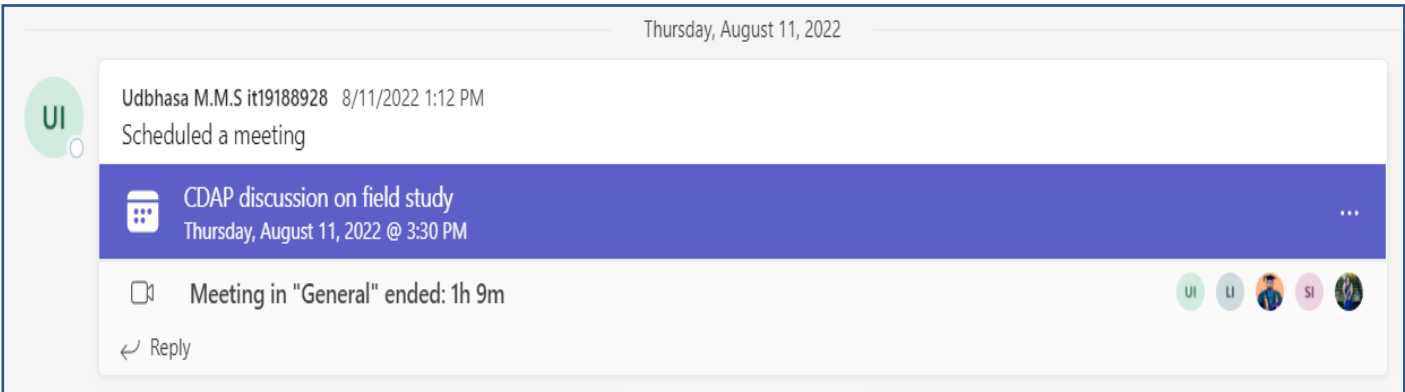 Thursday, August 11, 2022
UI
Udbhasa M.M.S it19188928 8/11/2022 1:12 PM
Scheduled a meeting
CDAP discussion on field study
Thursday, August 11, 2022 @ 3:30 PM
...
Meeting in "General" ended: 1h 9m
UI LI SI
Reply